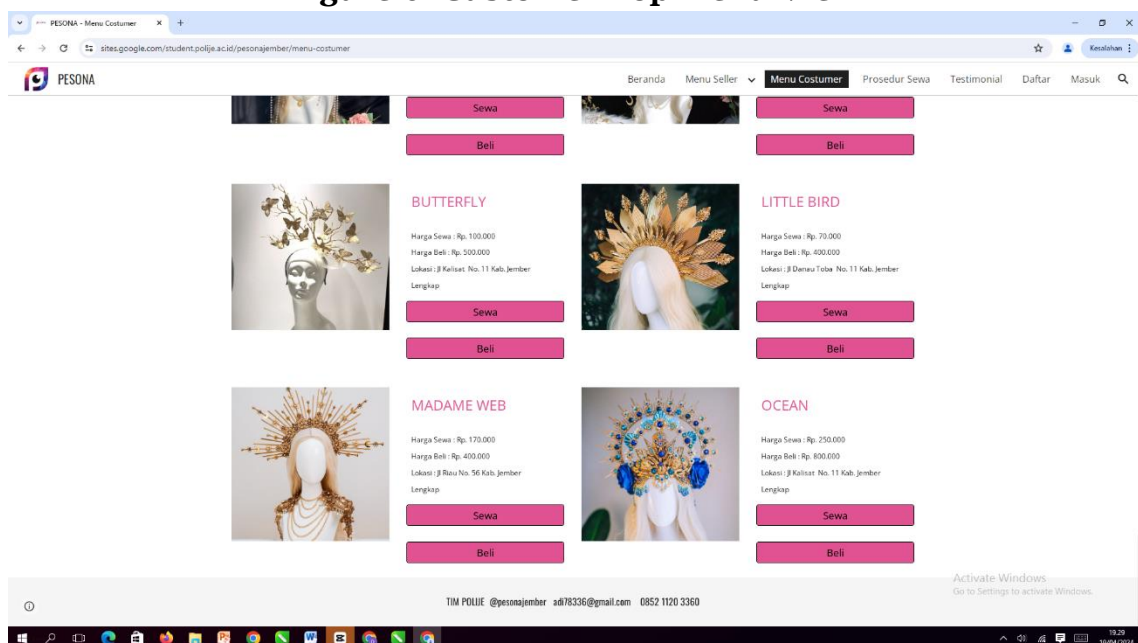 PESONA - Menu Costumer
sites.google.com/student.polije.ac.id/pesonajember/menu-costumer
Kesalahan
PESONA
Beranda Menu Seller Menu Costumer Prosedur Sewa Testimonial Daftar Masuk
Sewa Sewa
Beli Beli
BUTTERFLY
Harga Sewa : Rp. 100.000
Harga Beli : Rp. 500.000
Lokasi : Jl Kalisat No. 11 Kab. Jember
Lengkap
Sewa
Beli
LITTLE BIRD
Harga Sewa : Rp. 70.000
Harga Beli : Rp. 400.000
Lokasi : Jl Danau Toba No. 11 Kab. Jember
Lengkap
Sewa
Beli
MADAME WEB
Harga Sewa : Rp. 170.000
Harga Beli : Rp. 400.000
Lokasi : Jl Riau No. 56 Kab. Jember
Lengkap
Sewa
Beli
OCEAN
Harga Sewa : Rp. 250.000
Harga Beli : Rp. 800.000
Lokasi : Jl Kalisat No. 11 Kab. Jember
Lengkap
Sewa
Beli
Activate Windows
Go to Settings to activate Windows.
TIM POLIJE @pesonajember adi78336@gmail.com 0852 1120 3360
19.29